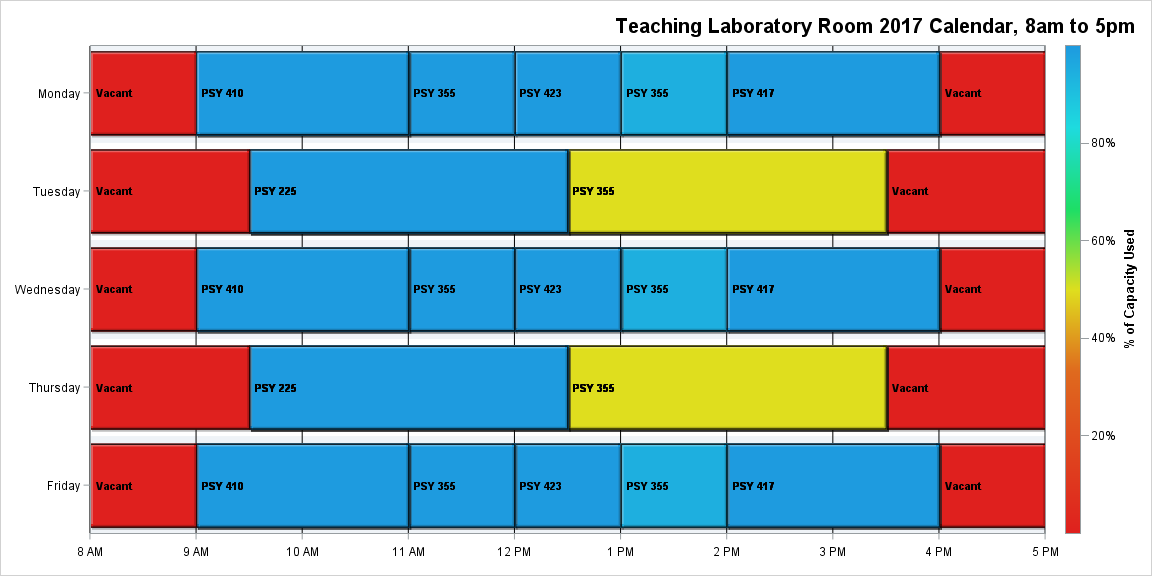 Teaching Laboratory Room 2017 Calendar, 8am to 5pm
Monday
Vacant
PSY 410
PSY 355
PSY 423
PSY 355
PSY 417
Vacant
Tuesday
Vacant
PSY 225
PSY 355
Vacant
Wednesday
Vacant
PSY 410
PSY 355
PSY 423
PSY 355
PSY 417
Vacant
Thursday
Vacant
PSY 225
PSY 355
Vacant
Friday
Vacant
PSY 410
PSY 355
PSY 423
PSY 355
PSY 417
Vacant
8 AM
9 AM
10 AM
11 AM
12 PM
1 PM
2 PM
3 PM
4 PM
5 PM
80%
60%
40%
20%
% of Capacity Used